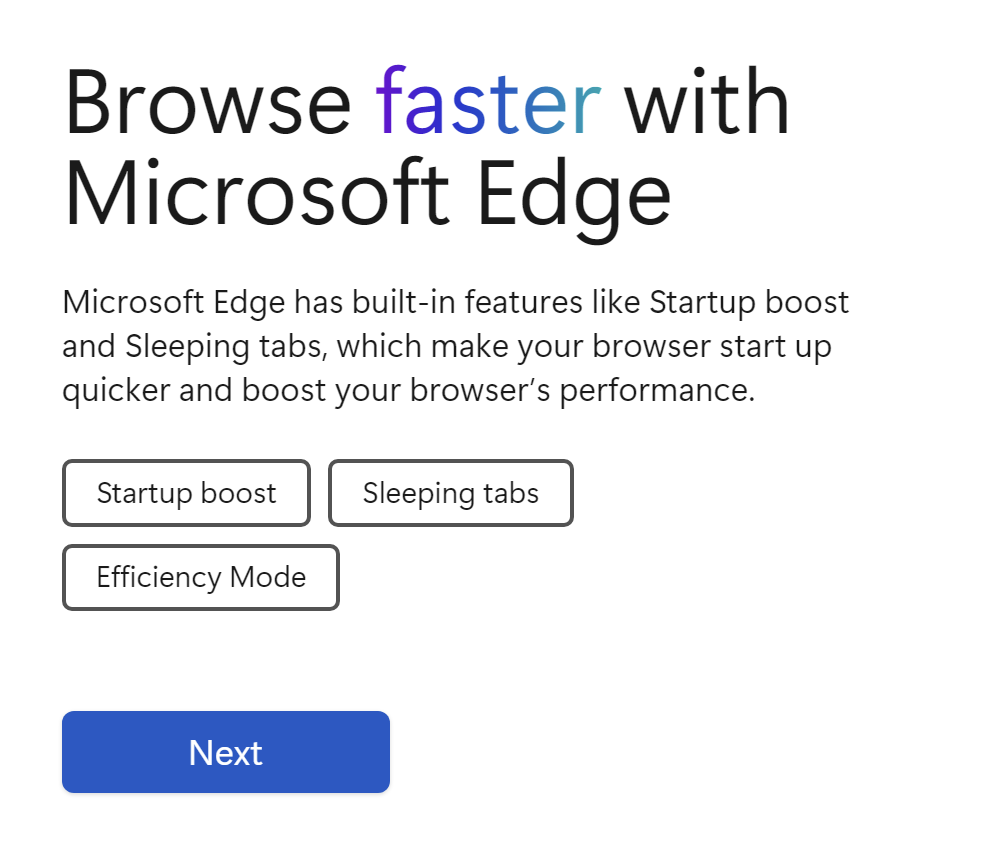 Browse faster with
Microsoft Edge
Microsoft Edge has built-in features like Startup boost
and Sleeping tabs, which make your browser start up
quicker and boost your browser’s performance.
Startup boost
Sleeping tabs
Efficiency Mode
Next